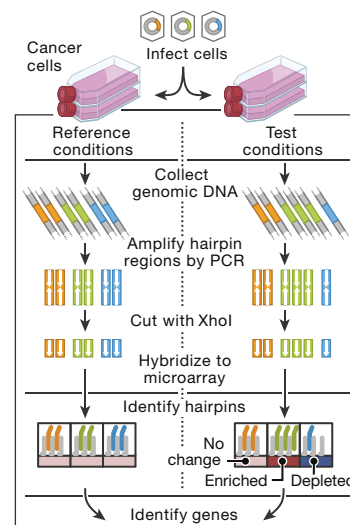 Cancer
cells
Infect cells
Reference
conditions
Test
conditions
Collect
genomic DNA
Amplify hairpin
regions by PCR
Cut with XhoI
Hybridize to
microarray
Identify hairpins
No
change
Enriched
Depleted
Identify genes